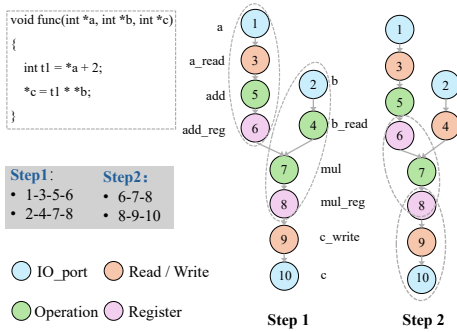 void func(int *a, int *b, int *c)
{
int t1 = *a + 2;
*c = t1 * *b;
}
Step1:
• 1-3-5-6
• 2-4-7-8
Step2:
• 6-7-8
• 8-9-10
IO_port
Read / Write
Operation
Register
a
1
a_read
3
add
5
add_reg
6
2
b
4
b_read
7
mul
8
mul_reg
9
c_write
10
c
Step 1
1
3
5
6
2
4
7
8
9
10
Step 2